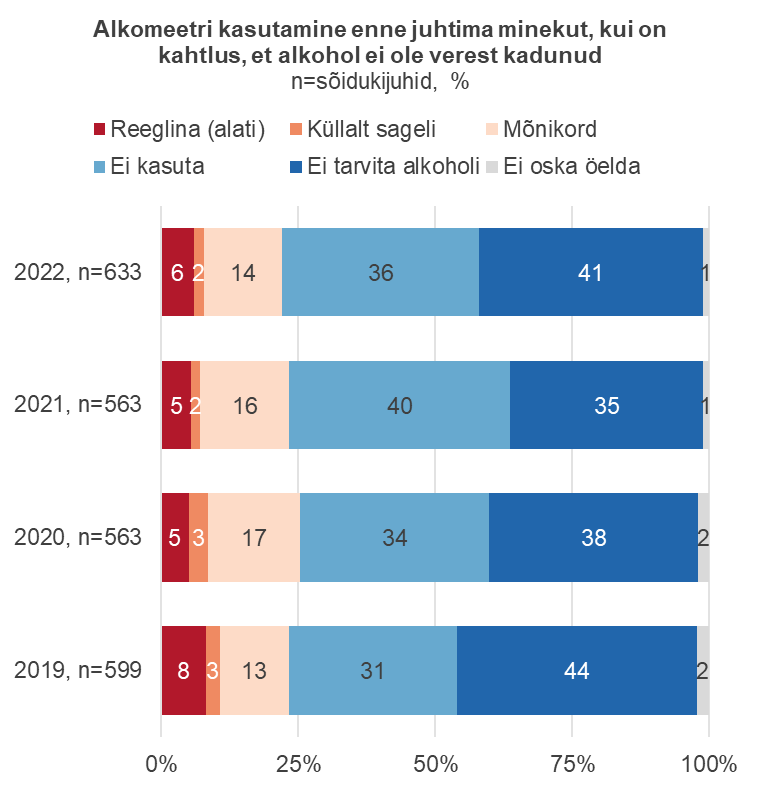 Alkomeetri kasutamine enne juhtima minekut, kui on
kahtlus, et alkohol ei ole verest kadunud
n=sõidukijuhid, %
Reeglina (alati) Küllalt sageli Mõnikord
Ei kasuta Ei tarvita alkoholi Ei oska öelda
2022, n=633 6 2 14 36 41 1
2021, n=563 5 2 16 40 35 1
2020, n=563 5 3 17 34 38 2
2019, n=599 8 3 13 31 44 2
0% 25% 50% 75% 100%